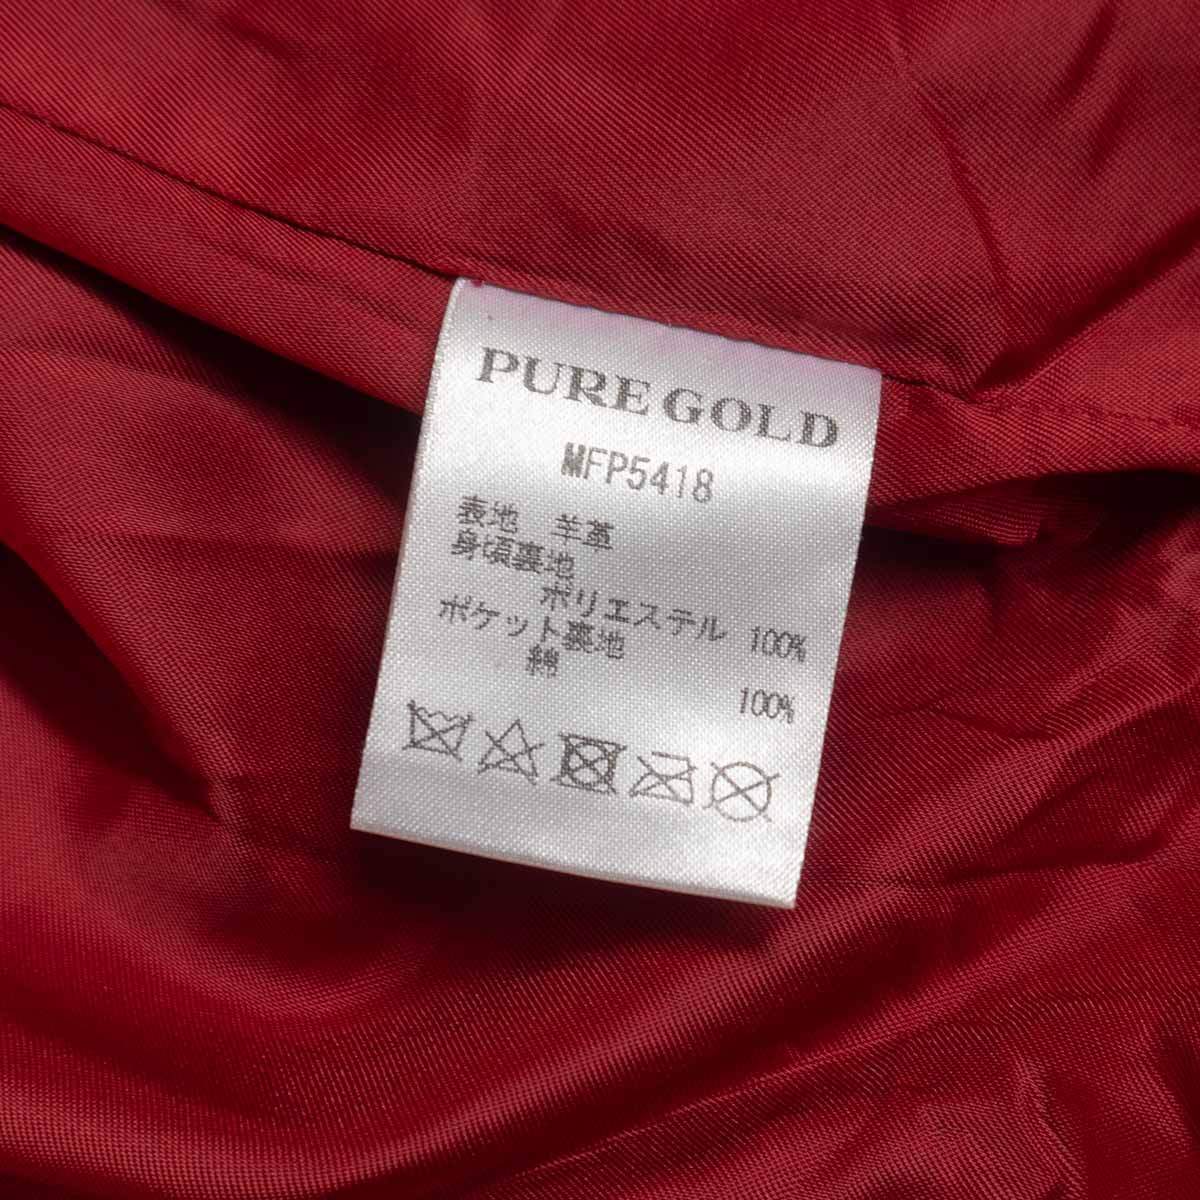 PURE GOLD
MFP5418
表地 羊革
身頃裏地
ポリエステル 100%
ポケット裏地
綿 100%